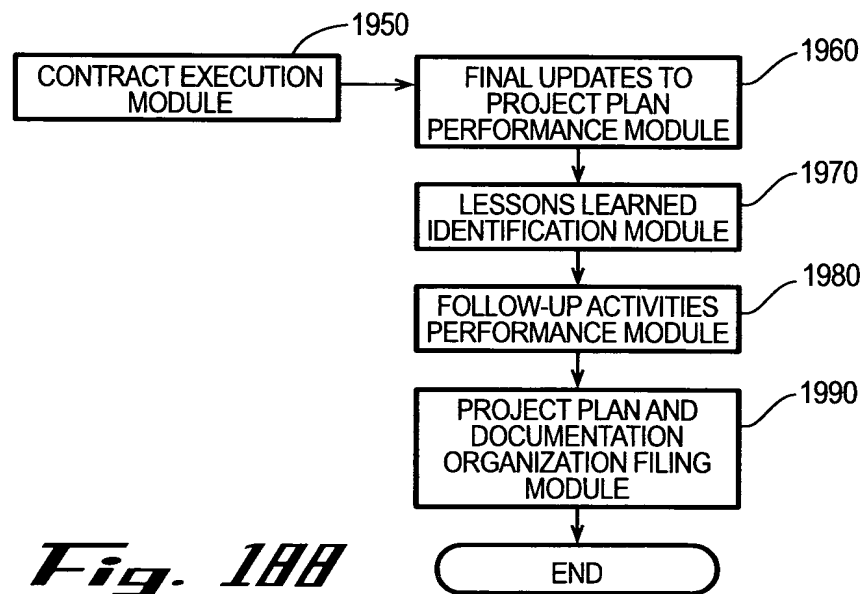 1950
CONTRACT EXECUTION
MODULE
1960
FINAL UPDATES TO
PROJECT PLAN
PERFORMANCE MODULE
1970
LESSONS LEARNED
IDENTIFICATION MODULE
1980
FOLLOW-UP ACTIVITIES
PERFORMANCE MODULE
1990
PROJECT PLAN AND
DOCUMENTATION
ORGANIZATION FILING
MODULE
END
Fig. 188